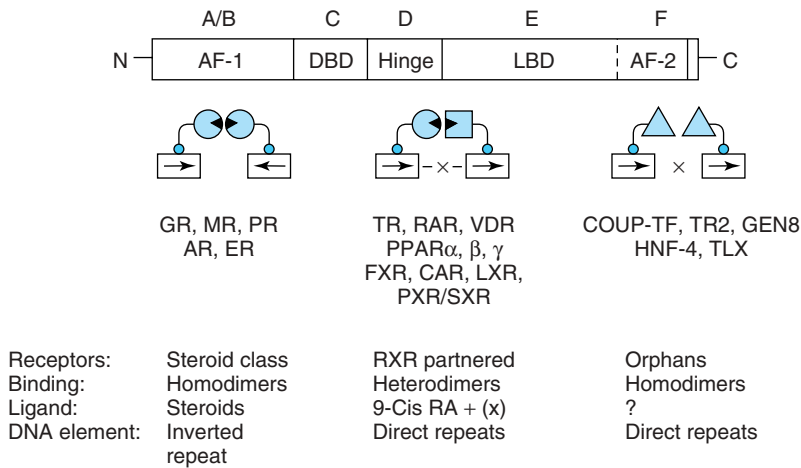 A/B C D E F
N AF-1 DBD Hinge LBD AF-2 C
× ×
GR, MR, PR TR, RAR, VDR COUP-TF, TR2, GEN8
AR, ER PPARα, β, γ HNF-4, TLX
FXR, CAR, LXR,
PXR/SXR
Receptors: Steroid class RXR partnered Orphans
Binding: Homodimers Heterodimers Homodimers
Ligand: Steroids 9-Cis RA + (x) ?
DNA element: Inverted Direct repeats Direct repeats
repeat